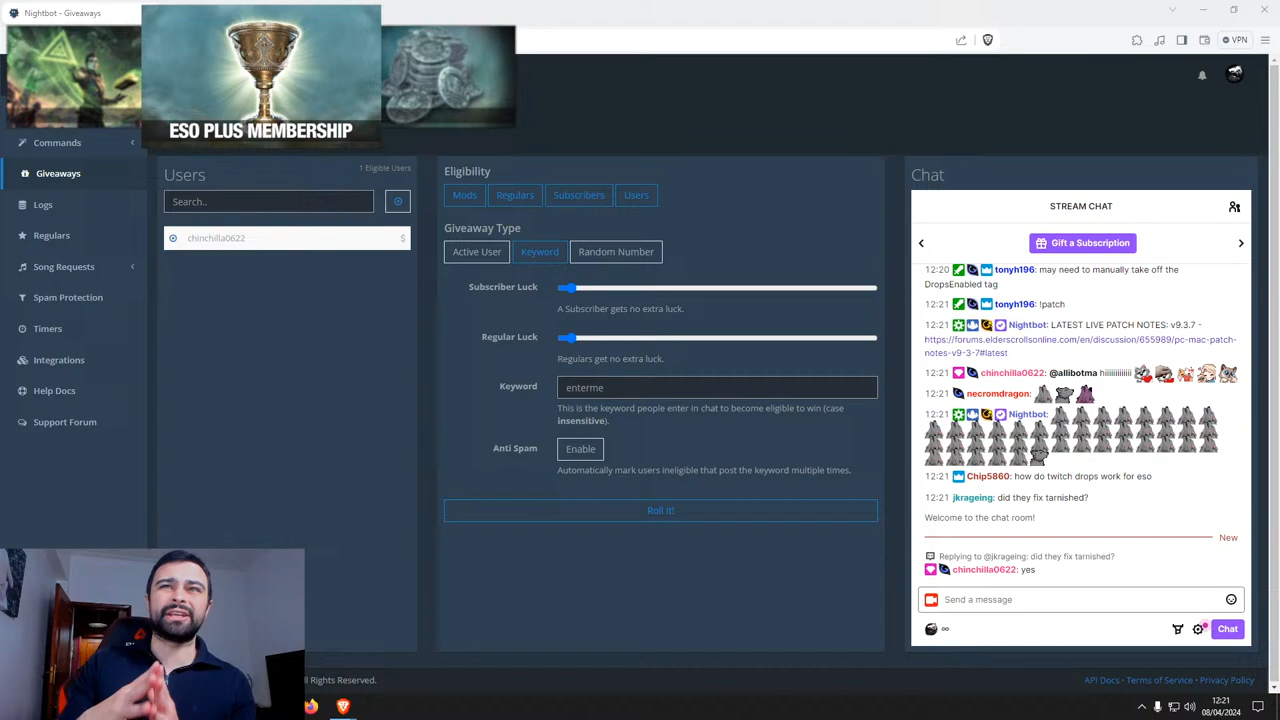 Nightbot - Giveaways
VPN
ESO PLUS MEMBERSHIP
Commands
Giveaways
Logs
Regulars
Song Requests
Spam Protection
Timers
Integrations
Help Docs
Support Forum
Users
1 Eligible Users
Search..
chinchilla0622
$
Eligibility
Mods
Regulars
Subscribers
Users
Giveaway Type
Active User
Keyword
Random Number
Subscriber Luck
A Subscriber gets no extra luck.
Regular Luck
Regulars get no extra luck.
Keyword
enterme
This is the keyword people enter in chat to become eligible to win (case
insensitive).
Anti Spam
Enable
Automatically mark users ineligible that post the keyword multiple times.
Roll It!
Chat
STREAM CHAT
Gift a Subscription
12:20 tonyh196: may need to manually take off the
DropsEnabled tag
12:21 tonyh196: !patch
12:21 Nightbot: LATEST LIVE PATCH NOTES: v9.3.7 -
https://forums.elderscrollsonline.com/en/discussion/655989/pc-mac-patch-
notes-v9-3-7#latest
12:21 chinchilla0622: @allibotma hiiiiiiiiiiiii
12:21 necromdragon:
12:21 Nightbot:
12:21 Chip5860: how do twitch drops work for eso
12:21 jkrageing: did they fix tarnished?
Welcome to the chat room!
New
Replying to @jkrageing: did they fix tarnished?
chinchilla0622: yes
Send a message
Chat
All Rights Reserved.
API Docs · Terms of Service · Privacy Policy
12:21
08/04/2024